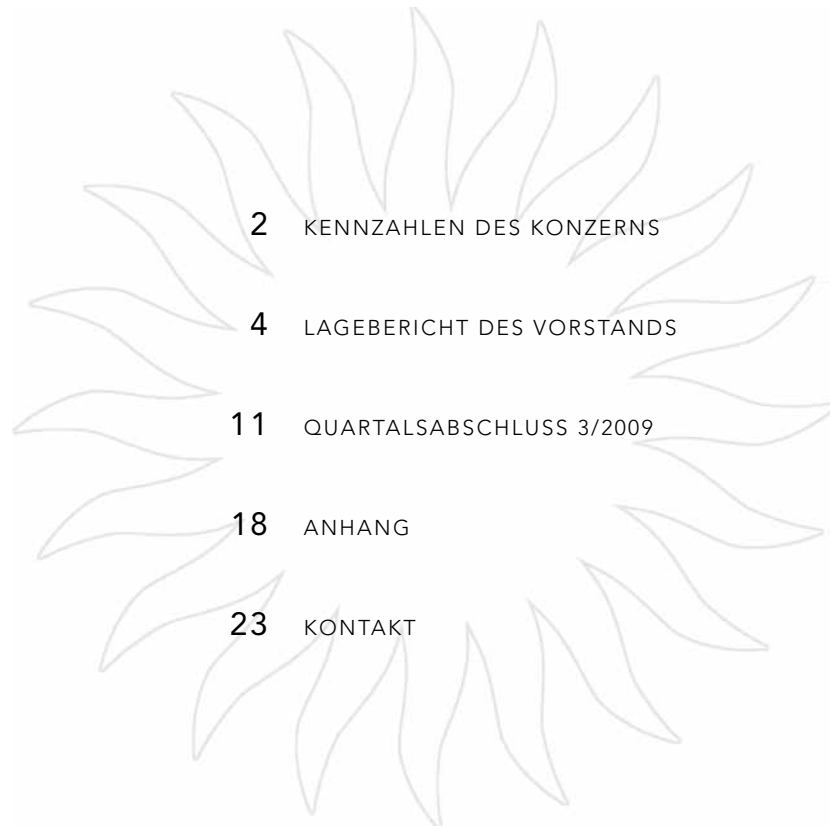 2 KENNZAHLEN DES KONZERNS
4 LAGEBERICHT DES VORSTANDS
11 QUARTALSABSCHLUSS 3/2009
18 ANHANG
23 KONTAKT